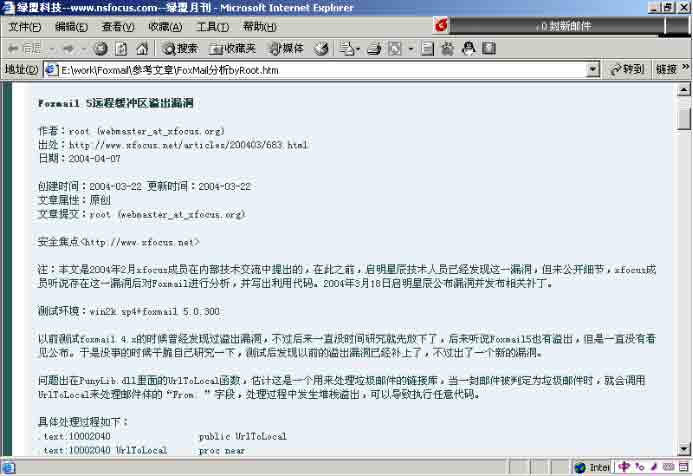 绿盟科技--www.nsfocus.com--绿盟月刊 - Microsoft Internet Explorer
文件(F) 编辑(E) 查看(V) 收藏(A) 工具(T) 帮助(H)
0 封新邮件
后退 搜索 收藏夹 媒体
地址(D) E:\work\Foxmail\参考文章\FoxMail分析byRoot.htm 转到 链接 »
Foxmail 5远程缓冲区溢出漏洞
作者：root (webmaster_at_xfocus.org)
出处：http://www.xfocus.net/articles/200403/683.html
日期：2004-04-07
创建时间：2004-03-22 更新时间：2004-03-22
文章属性：原创
文章提交：root (webmaster_at_xfocus.org)
安全焦点<http://www.xfocus.net>
注：本文是2004年2月xfocus成员在内部技术交流中提出的，在此之前，启明星辰技术人员已经发现这一漏洞，但未公开细节，xfocus成
员听说存在这一漏洞后对Foxmail进行分析，并写出利用代码。2004年3月18日启明星辰公布漏洞并发布相关补丁。
测试环境：win2k sp4+foxmail 5.0.300
以前测试foxmail 4.x的时候曾经发现过溢出漏洞，不过后来一直没时间研究就先放下了，后来听说Foxmail5也有溢出，但是一直没有看
见公布。于是没事的时候干脆自己研究一下，测试后发现以前的溢出漏洞已经补上了，不过出了一个新的漏洞。
问题出在PunyLib.dll里面的UrlToLocal函数，估计这是一个用来处理垃圾邮件的链接库，当一封邮件被判定为垃圾邮件时，就会调用
UrlToLocal来处理邮件体的“From: ”字段，处理过程中发生堆栈溢出，可以导致执行任意代码。
具体处理过程如下：
.text:10002040 public UrlToLocal
.text:10002040 UrlToLocal proc near
Inter 中